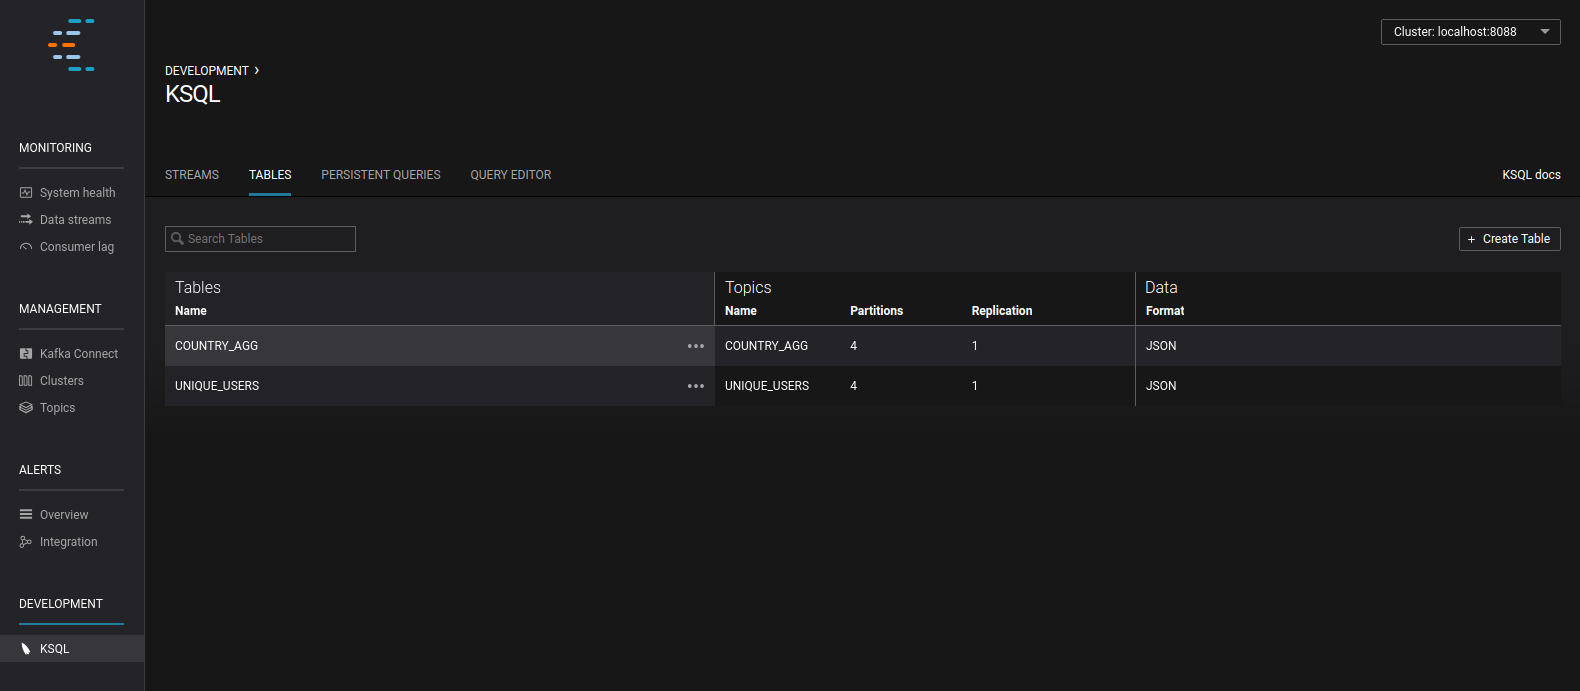 Cluster: localhost:8088
DEVELOPMENT ›
KSQL
MONITORING
System health
Data streams
Consumer lag
MANAGEMENT
Kafka Connect
Clusters
Topics
ALERTS
Overview
Integration
DEVELOPMENT
KSQL
STREAMS TABLES PERSISTENT QUERIES QUERY EDITOR KSQL docs
Search Tables + Create Table
Tables Topics Data
Name Name Partitions Replication Format
COUNTRY_AGG ••• COUNTRY_AGG 4 1 JSON
UNIQUE_USERS ••• UNIQUE_USERS 4 1 JSON